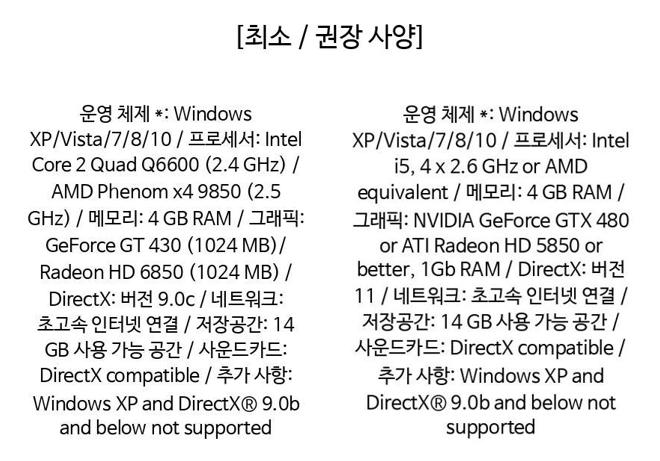 [최소 / 권장 사양]
운영 체제 *: Windows
XP/Vista/7/8/10 / 프로세서: Intel
Core 2 Quad Q6600 (2.4 GHz) /
AMD Phenom x4 9850 (2.5
GHz) / 메모리: 4 GB RAM / 그래픽:
GeForce GT 430 (1024 MB)/
Radeon HD 6850 (1024 MB) /
DirectX: 버전 9.0c / 네트워크:
초고속 인터넷 연결 / 저장공간: 14
GB 사용 가능 공간 / 사운드카드:
DirectX compatible / 추가 사항:
Windows XP and DirectX® 9.0b
and below not supported
운영 체제 *: Windows
XP/Vista/7/8/10 / 프로세서: Intel
i5, 4 x 2.6 GHz or AMD
equivalent / 메모리: 4 GB RAM /
그래픽: NVIDIA GeForce GTX 480
or ATI Radeon HD 5850 or
better, 1Gb RAM / DirectX: 버전
11 / 네트워크: 초고속 인터넷 연결 /
저장공간: 14 GB 사용 가능 공간 /
사운드카드: DirectX compatible /
추가 사항: Windows XP and
DirectX® 9.0b and below not
supported